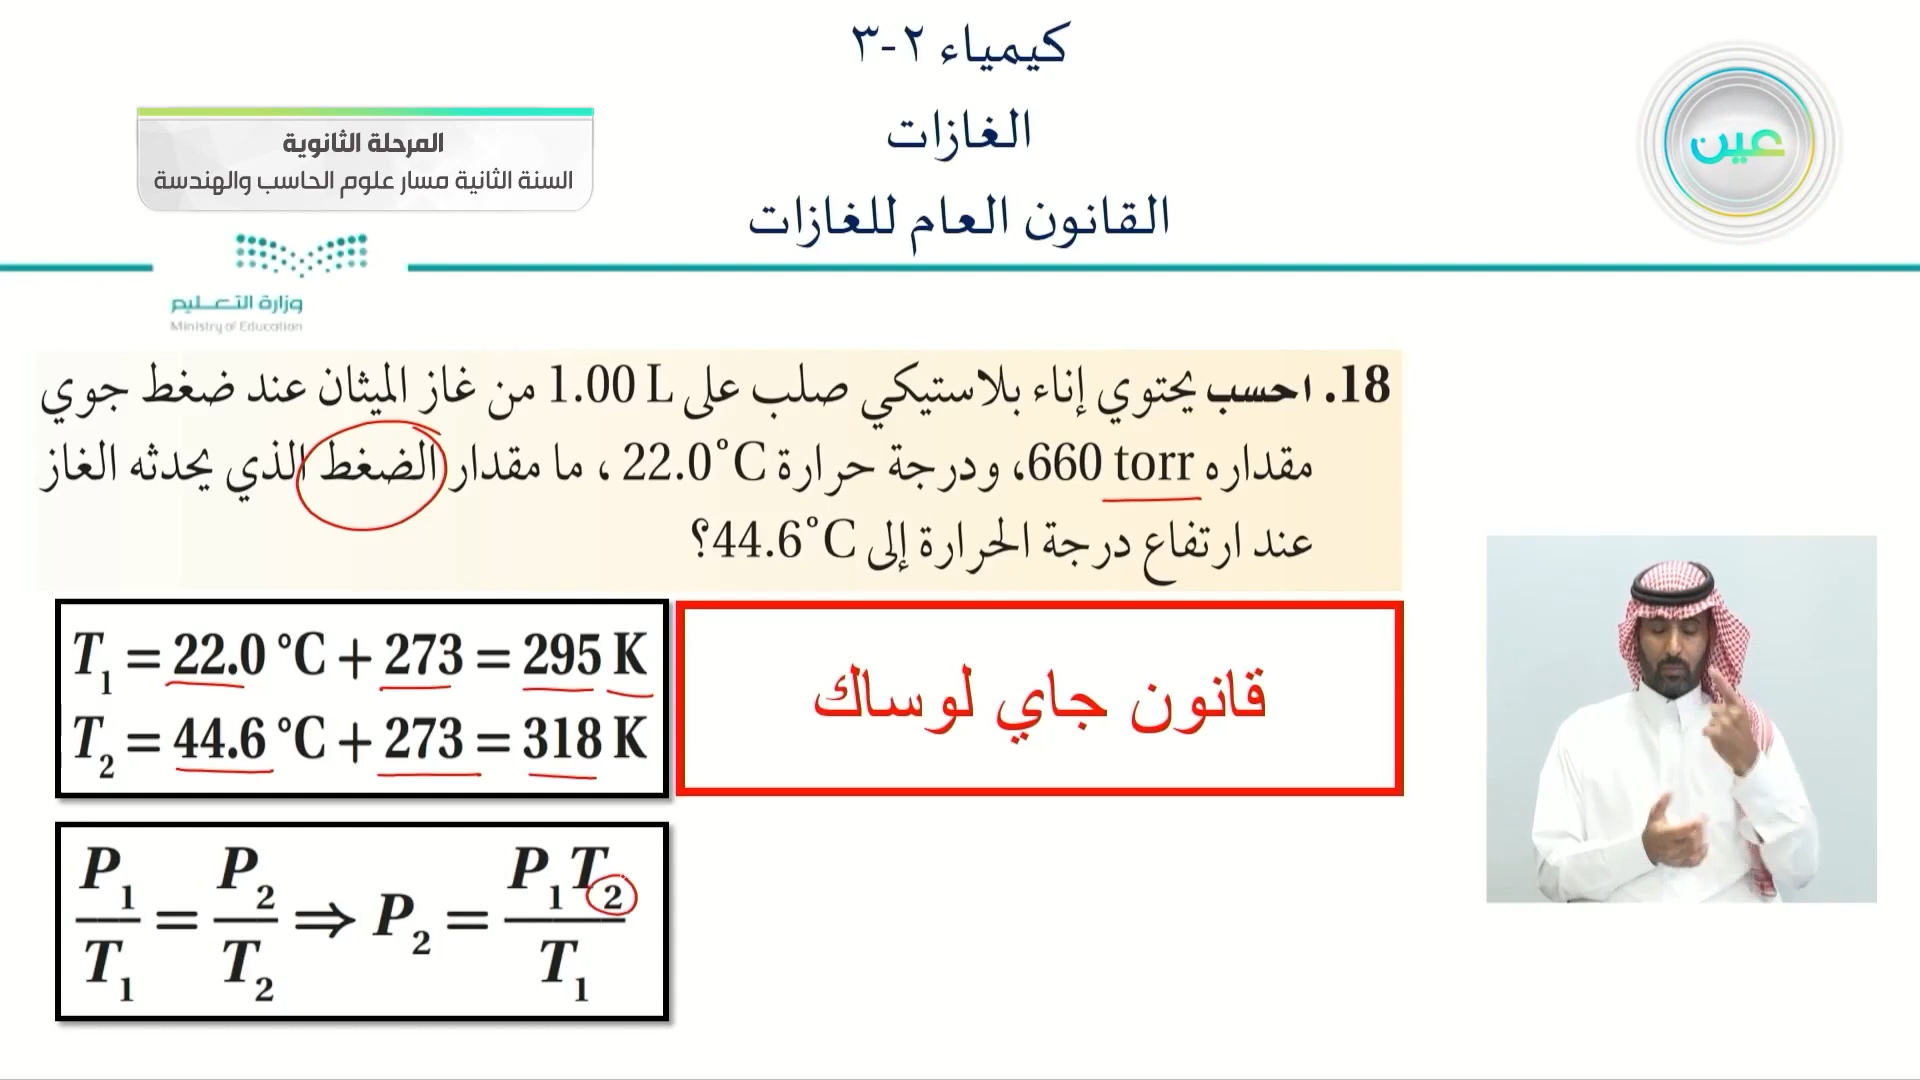 كيمياء ٢-٣
الغازات
القانون العام للغازات
المرحلة الثانوية
السنة الثانية مسار علوم الحاسب والهندسة
عين
وزارة التعليم
Ministry of Education
18. احسب يحتوي إناء بلاستيكي صلب على 1.00 L من غاز الميثان عند ضغط جوي
مقداره 660 torr، ودرجة حرارة 22.0°C ، ما مقدار الضغط الذي يحدثه الغاز
عند ارتفاع درجة الحرارة إلى 44.6°C؟
T₁ = 22.0 °C + 273 = 295 K
T₂ = 44.6 °C + 273 = 318 K
قانون جاي لوساك
P₁/T₁ = P₂/T₂ ⇒ P₂ = P₁T₂/T₁